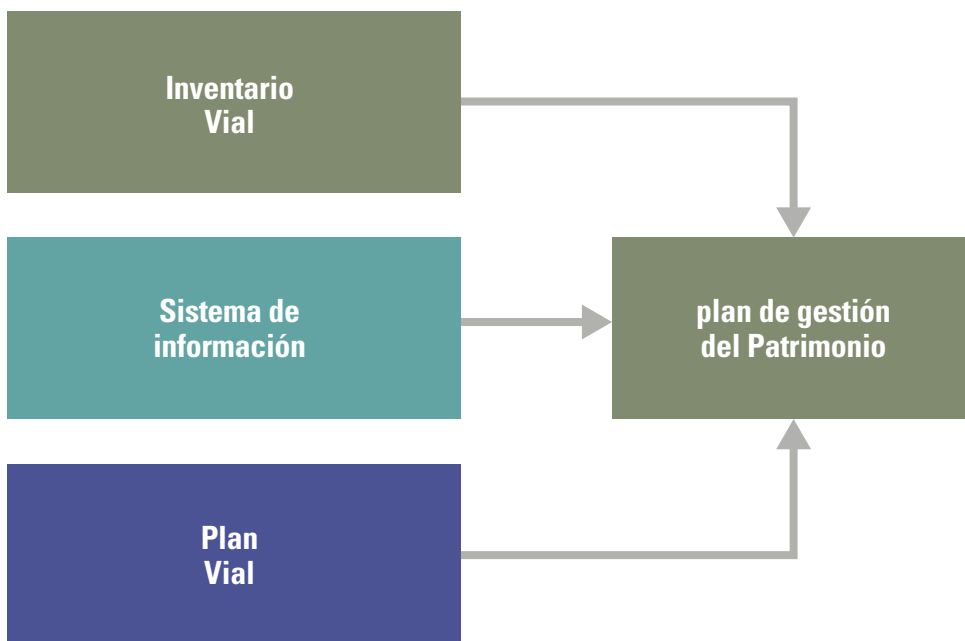 Inventario
Vial
Sistema de
información
plan de gestión
del Patrimonio
Plan
Vial